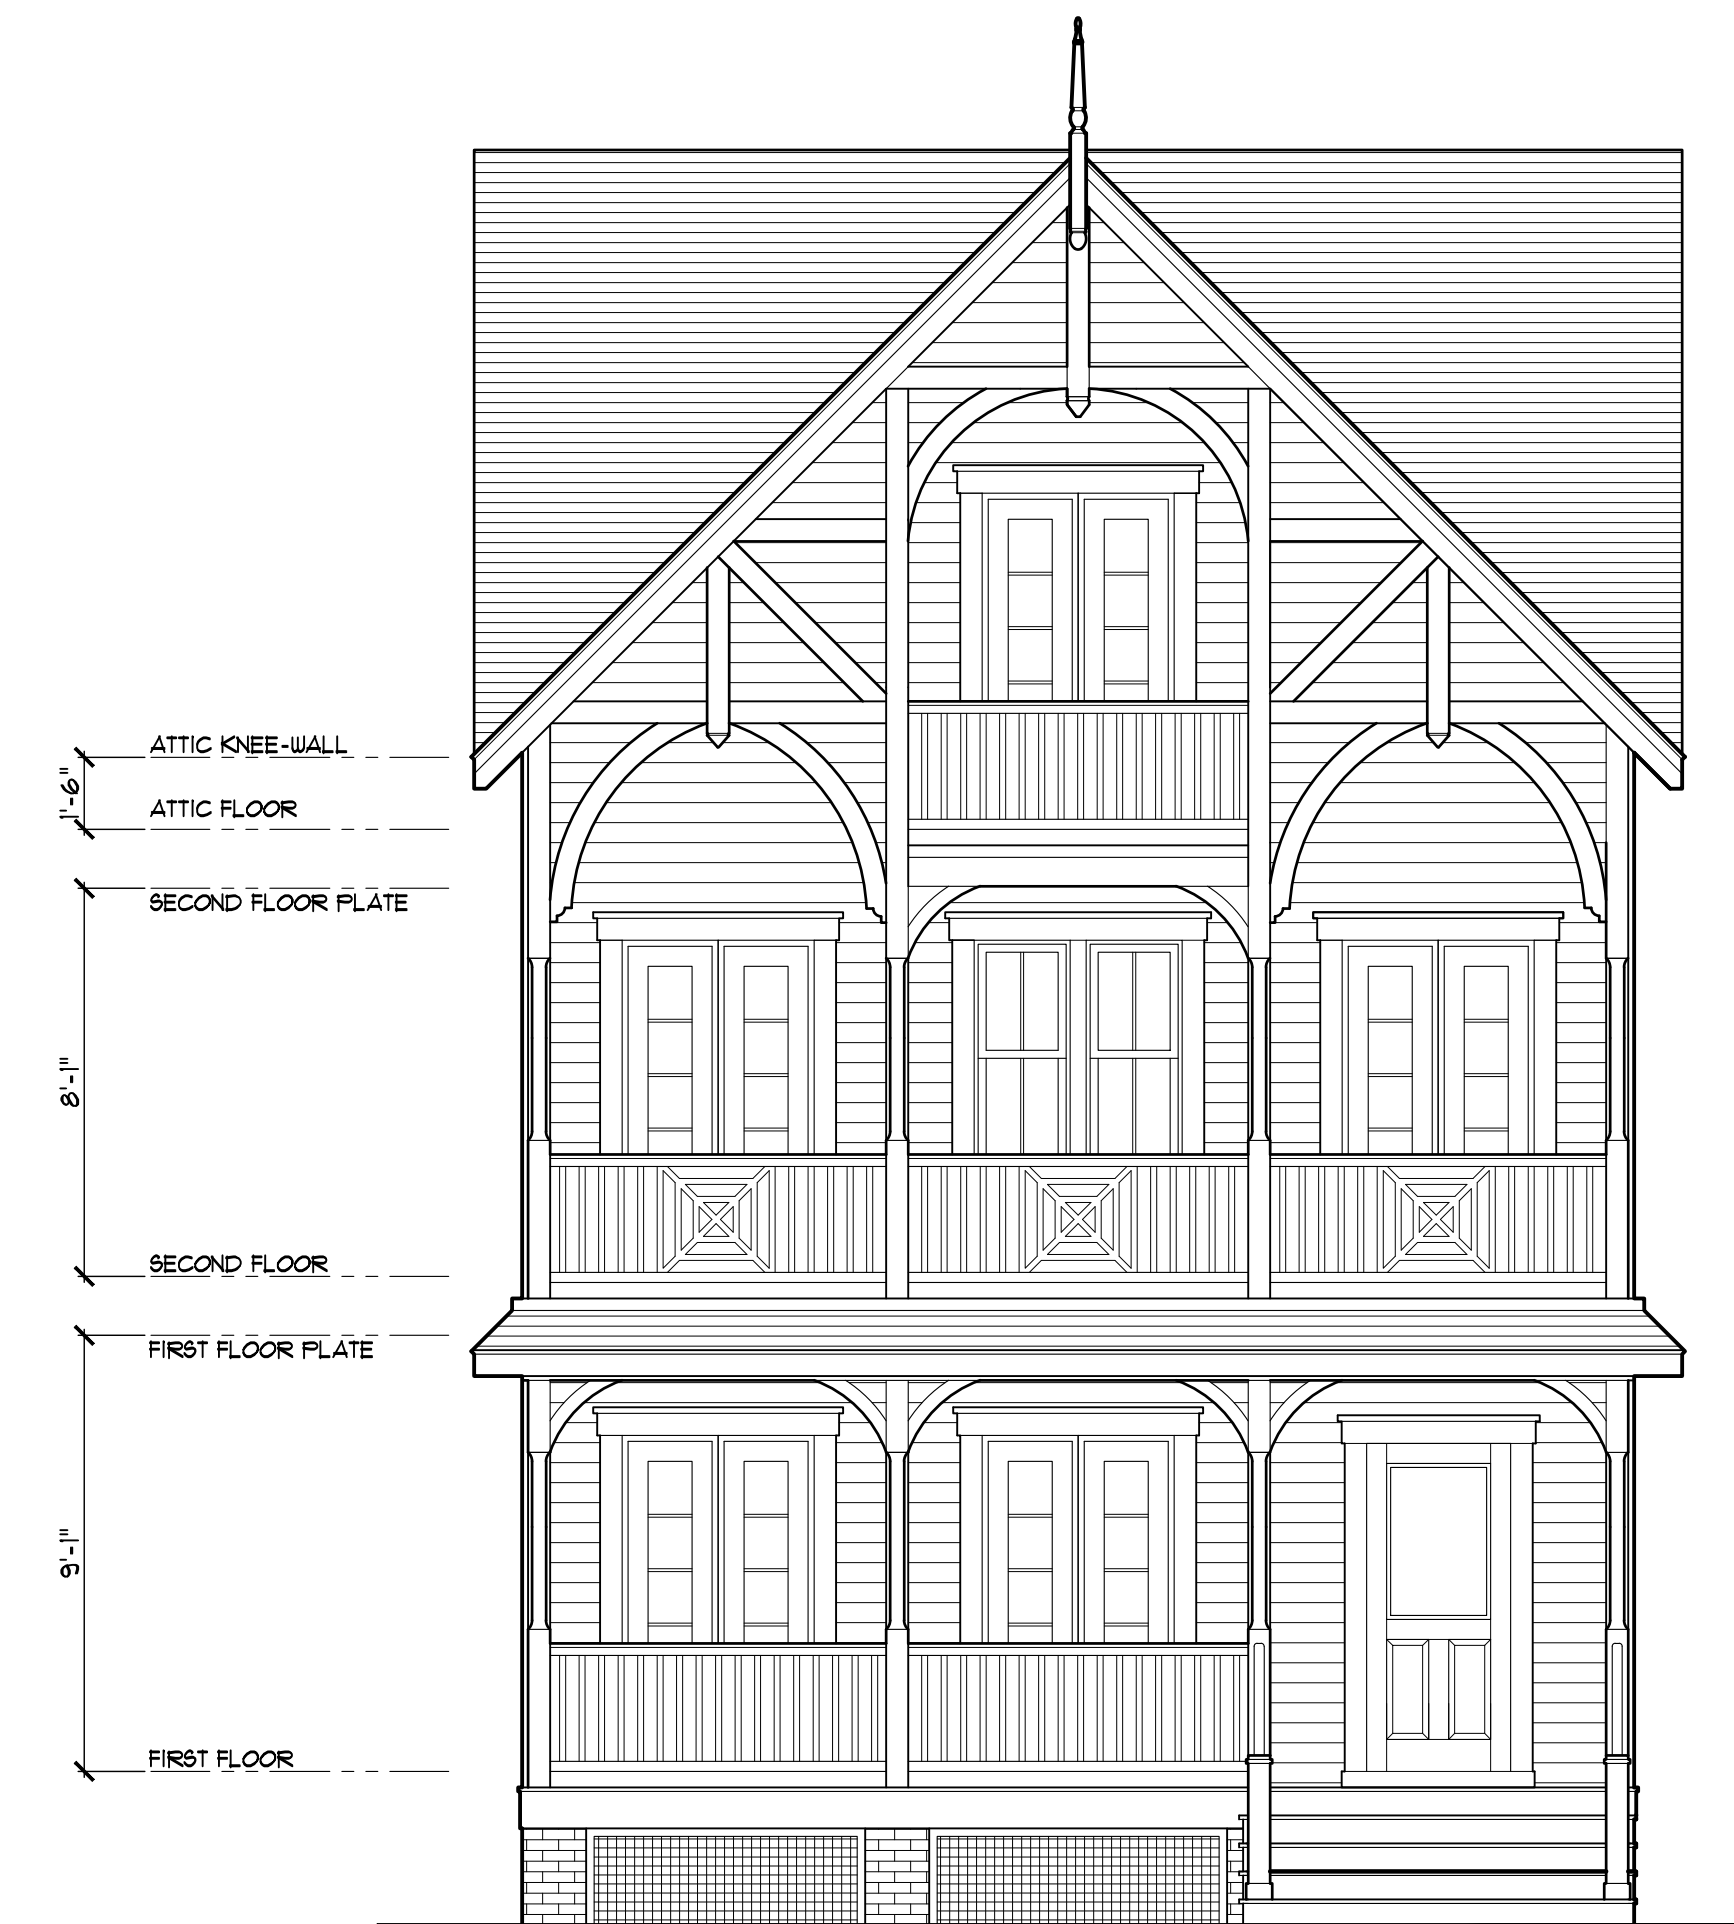 ATTIC KNEE-WALL
1'-6"
ATTIC FLOOR
SECOND FLOOR PLATE
8'-1"
SECOND FLOOR
FIRST FLOOR PLATE
9'-1"
FIRST FLOOR